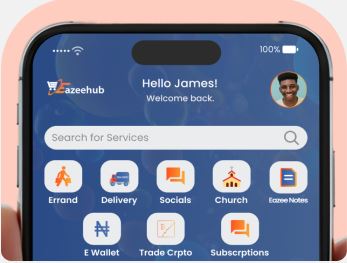 100%
Hello James!
Eazeehub
Welcome back.
Search for Services
Errand Delivery Socials Church Eazee Notes
E Wallet Trade Crpto Subscrptions